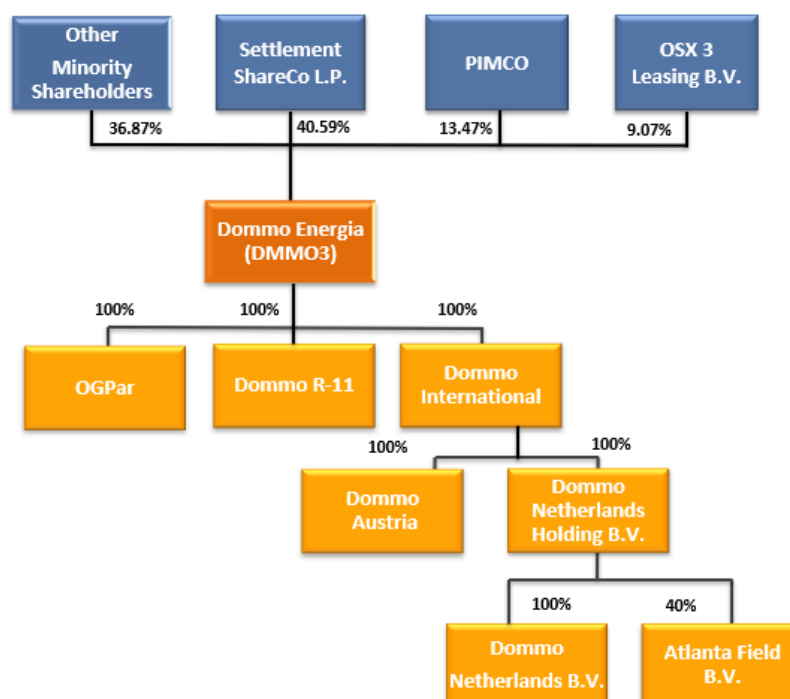 Other
Minority
Shareholders
Settlement
ShareCo L.P.
PIMCO
OSX 3
Leasing B.V.
36.87%
40.59%
13.47%
9.07%
Dommo Energia
(DMMO3)
100%
100%
100%
OGPar
Dommo R-11
Dommo
International
100%
100%
Dommo
Austria
Dommo
Netherlands
Holding B.V.
100%
40%
Dommo
Netherlands B.V.
Atlanta Field
B.V.